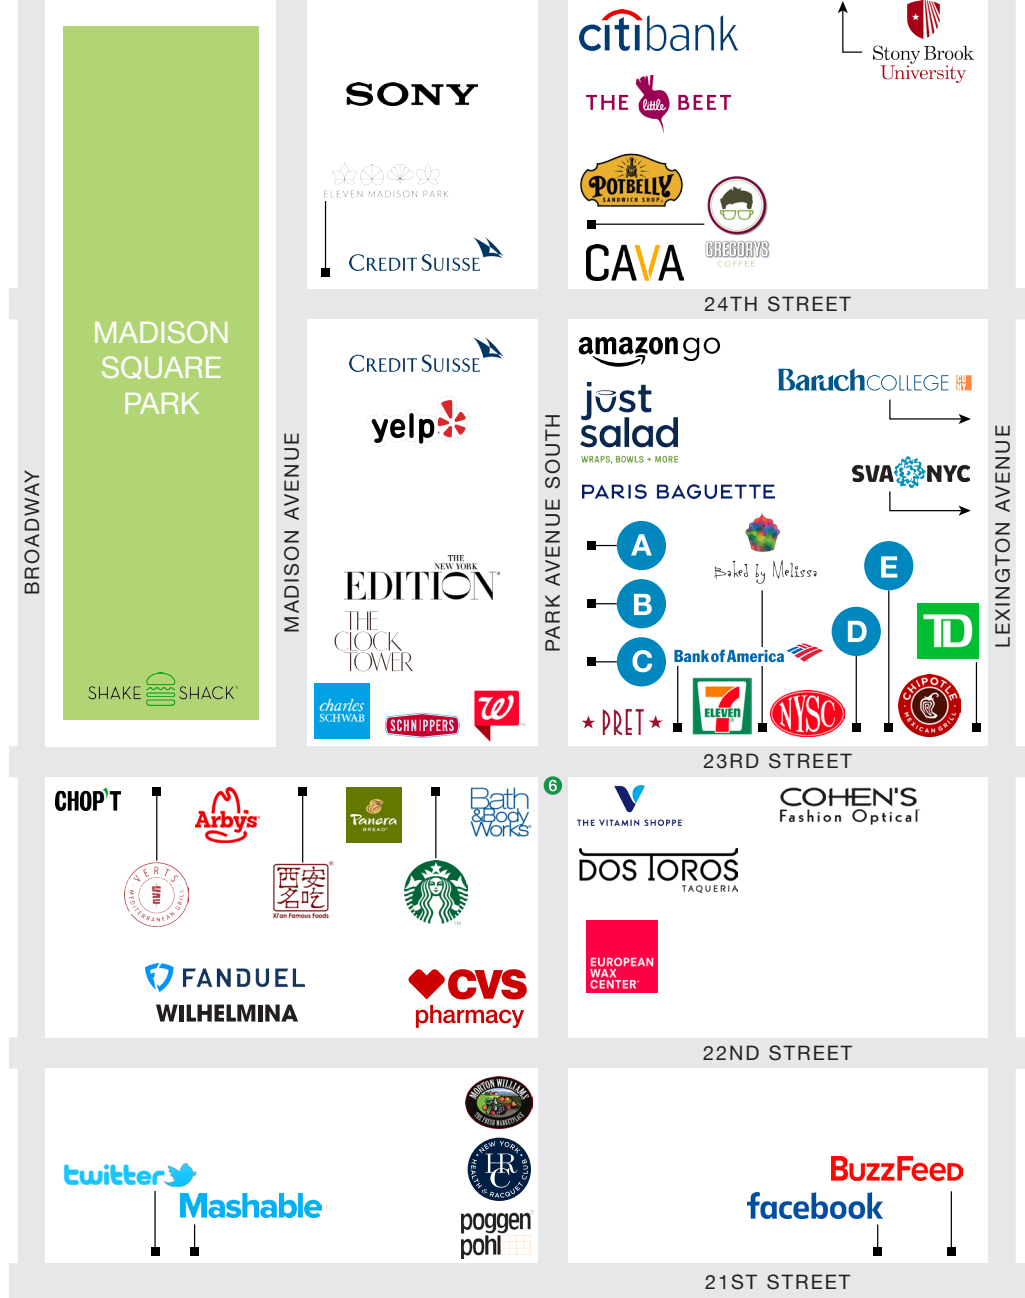 citibank
Stony Brook
University
SONY
THE little BEET
ELEVEN MADISON PARK
POTBELLY
SANDWICH SHOP
GREGORYS
COFFEE
CREDIT SUISSE
CAVA
24TH STREET
MADISON
SQUARE
PARK
CREDIT SUISSE
amazon go
Baruch COLLEGE
CUNY
just
salad
WRAPS, BOWLS + MORE
yelp
SVA NYC
PARIS BAGUETTE
BROADWAY
MADISON AVENUE
PARK AVENUE SOUTH
LEXINGTON AVENUE
A
Baked by Melissa
E
THE
NEW YORK
EDITION
B
D
TD
THE
CLOCK
TOWER
C
Bank of America
SHAKE SHACK
charles
SCHWAB
SCHNIPPERS
W
PRET
7
ELEVEN
NYSC
CHIPOTLE
MEXICAN GRILL
23RD STREET
6
CHOP'T
Arby's
Panera
BREAD
Bath
& Body
Works
THE VITAMIN SHOPPE
COHEN'S
Fashion Optical
VERTS
MEDITERRANEAN GRILL
西安
名吃
Xi'an Famous Foods
DOS TOROS
TAQUERIA
EUROPEAN
WAX
CENTER
FANDUEL
WILHELMINA
CVS
pharmacy
22ND STREET
MORTON WILLIAMS
THE FRESH MARKETPLACE
twitter
Mashable
NEW YORK
HRC
HEALTH & RACQUET CLUB
poggen
pohl
BuzzFeed
facebook
21ST STREET